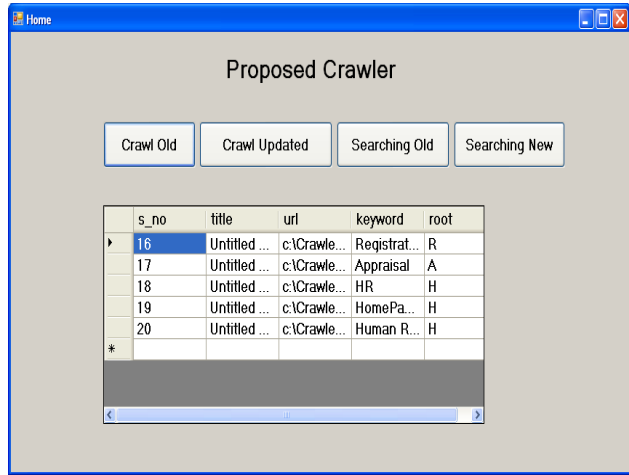 Home
Proposed Crawler
Crawl Old Crawl Updated Searching Old Searching New
s_no title url keyword root
16 Untitled ... c:\Crawle... Registrat... R
17 Untitled ... c:\Crawle... Appraisal A
18 Untitled ... c:\Crawle... HR H
19 Untitled ... c:\Crawle... HomePa... H
20 Untitled ... c:\Crawle... Human R... H
*